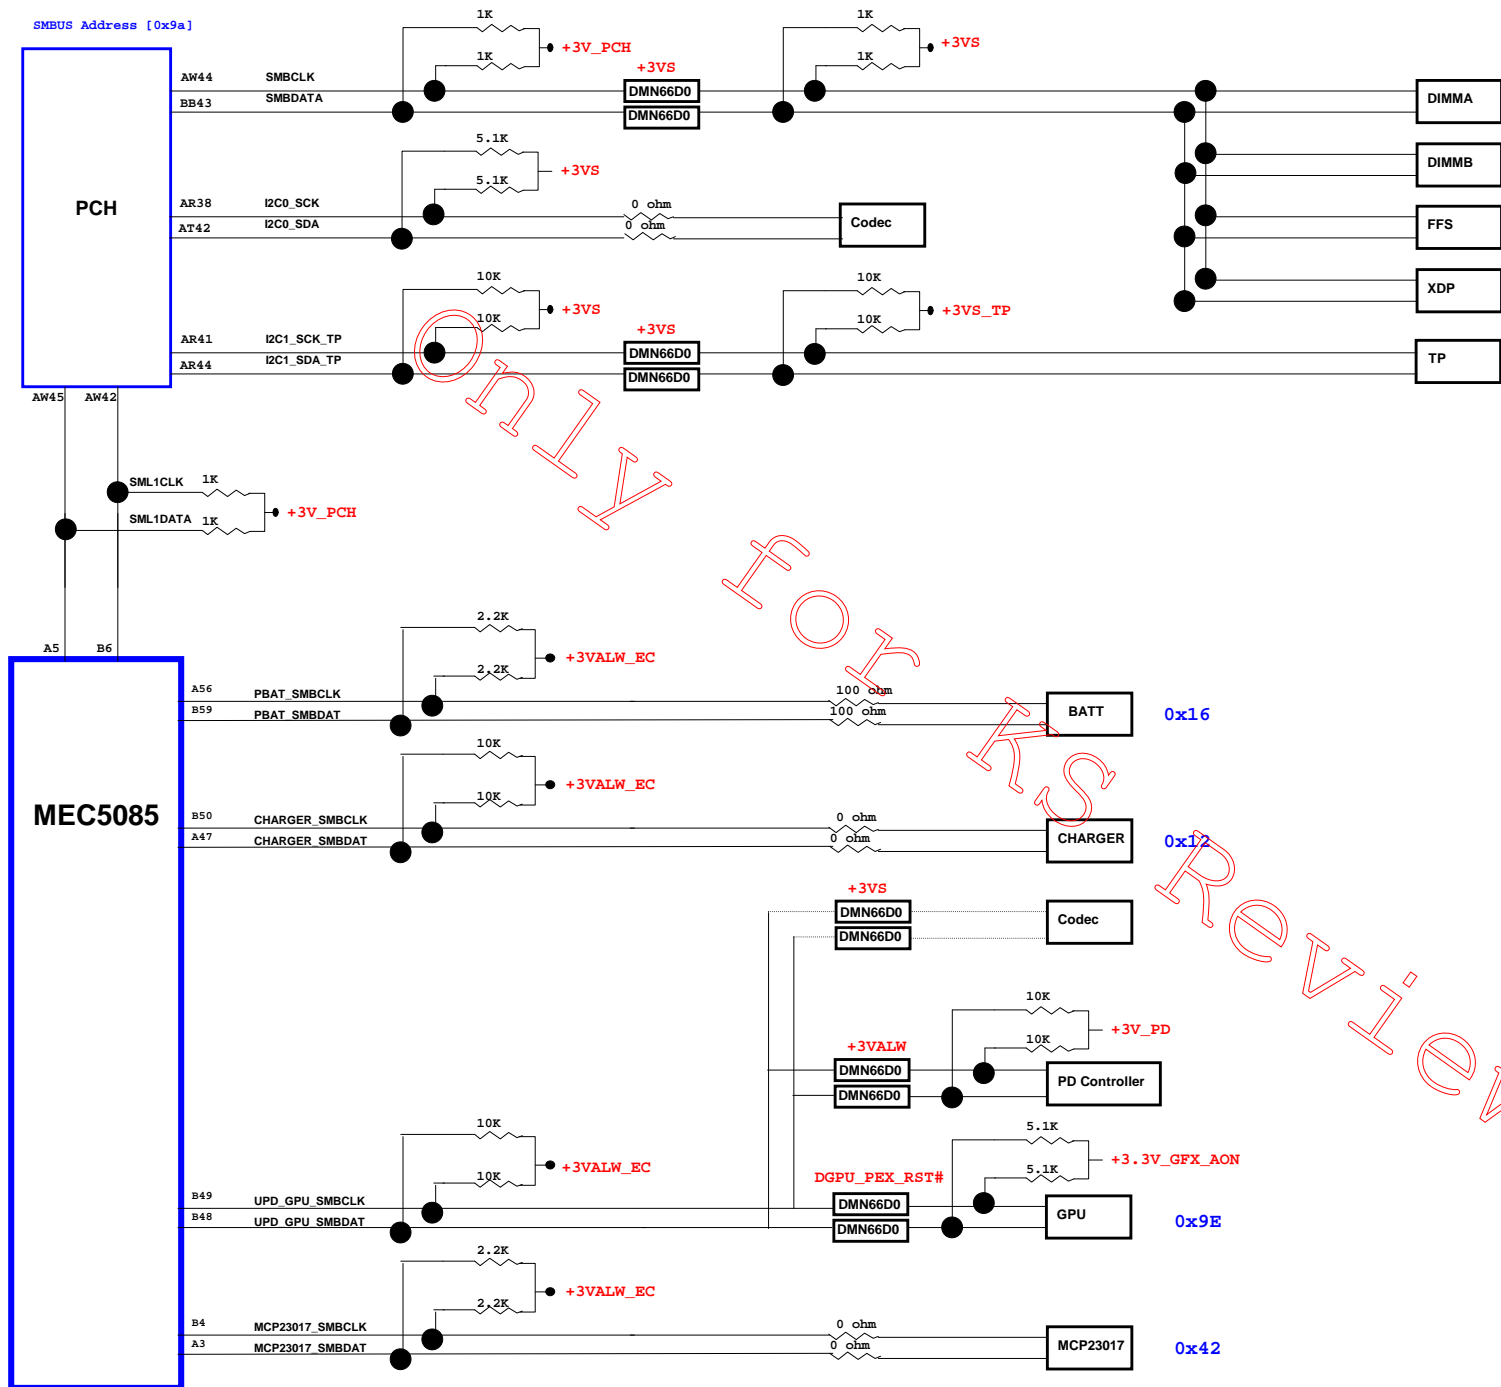 SMBUS Address [0x9a]
PCH
AW44 SMBCLK
BB43 SMBDATA
1K
1K
+3V_PCH
+3VS
DMN66D0
DMN66D0
1K
1K
+3VS
DIMMA
DIMMB
FFS
XDP
AR38 I2C0_SCK
AT42 I2C0_SDA
5.1K
5.1K
+3VS
0 ohm
0 ohm
Codec
AR41 I2C1_SCK_TP
AR44 I2C1_SDA_TP
10K
10K
+3VS
+3VS
DMN66D0
DMN66D0
10K
10K
+3VS_TP
TP
AW45 AW42
SML1CLK 1K
SML1DATA 1K
+3V_PCH
A5 B6
MEC5085
A56 PBAT_SMBCLK
B59 PBAT_SMBDAT
2.2K
2.2K
+3VALW_EC
100 ohm
100 ohm
BATT
0x16
B50 CHARGER_SMBCLK
A47 CHARGER_SMBDAT
10K
10K
+3VALW_EC
0 ohm
0 ohm
CHARGER
0x12
+3VS
DMN66D0
DMN66D0
Codec
+3VALW
DMN66D0
DMN66D0
10K
10K
+3V_PD
PD Controller
B49 UPD_GPU_SMBCLK
B48 UPD_GPU_SMBDAT
10K
10K
+3VALW_EC
DGPU_PEX_RST#
DMN66D0
DMN66D0
5.1K
5.1K
+3.3V_GFX_AON
GPU
0x9E
B4 MCP23017_SMBCLK
A3 MCP23017_SMBDAT
2.2K
2.2K
+3VALW_EC
0 ohm
0 ohm
MCP23017
0x42
Only for KS Review